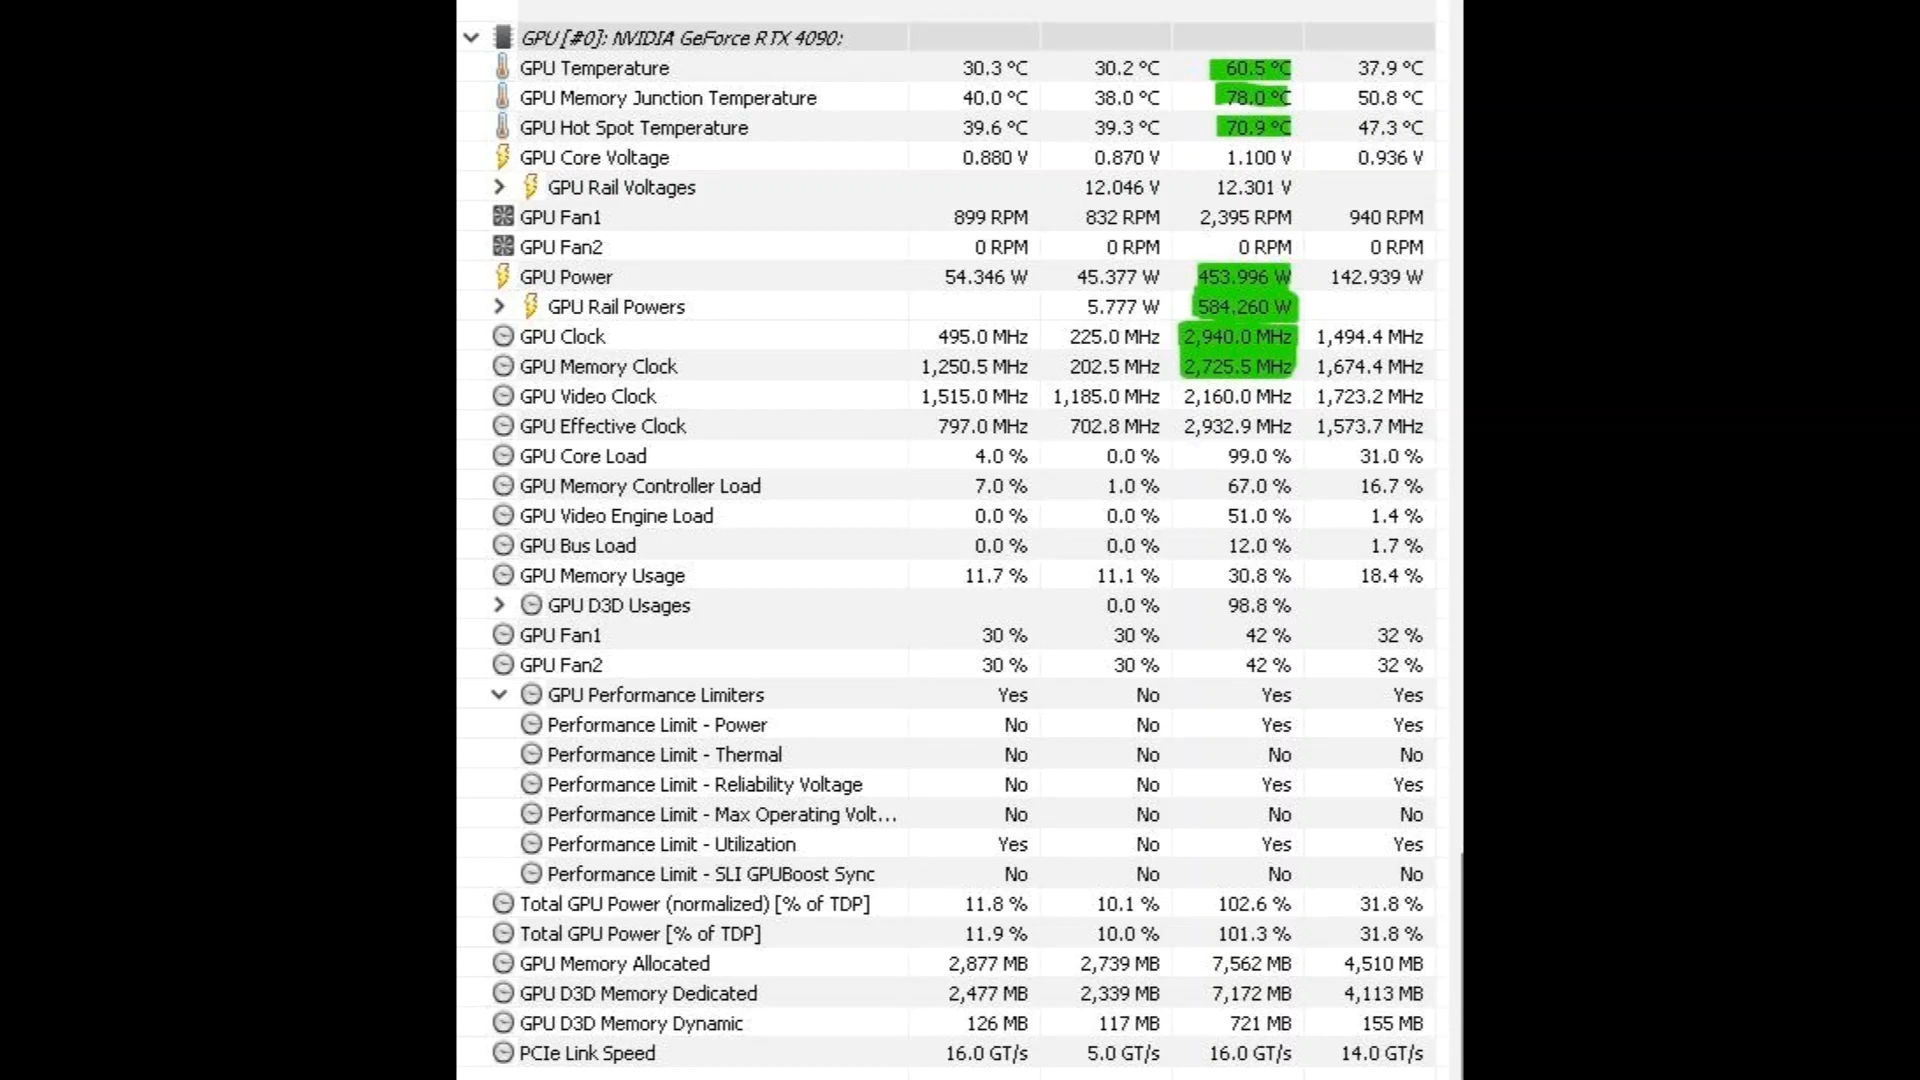 GPU [#0]: NVIDIA GeForce RTX 4090:
GPU Temperature 30.3 °C 30.2 °C 60.5 °C 37.9 °C
GPU Memory Junction Temperature 40.0 °C 38.0 °C 78.0 °C 50.8 °C
GPU Hot Spot Temperature 39.6 °C 39.3 °C 70.9 °C 47.3 °C
GPU Core Voltage 0.880 V 0.870 V 1.100 V 0.936 V
GPU Rail Voltages 12.046 V 12.301 V
GPU Fan1 899 RPM 832 RPM 2,395 RPM 940 RPM
GPU Fan2 0 RPM 0 RPM 0 RPM 0 RPM
GPU Power 54.346 W 45.377 W 453.996 W 142.939 W
GPU Rail Powers 5.777 W 584.260 W
GPU Clock 495.0 MHz 225.0 MHz 2,940.0 MHz 1,494.4 MHz
GPU Memory Clock 1,250.5 MHz 202.5 MHz 2,725.5 MHz 1,674.4 MHz
GPU Video Clock 1,515.0 MHz 1,185.0 MHz 2,160.0 MHz 1,723.2 MHz
GPU Effective Clock 797.0 MHz 702.8 MHz 2,932.9 MHz 1,573.7 MHz
GPU Core Load 4.0 % 0.0 % 99.0 % 31.0 %
GPU Memory Controller Load 7.0 % 1.0 % 67.0 % 16.7 %
GPU Video Engine Load 0.0 % 0.0 % 51.0 % 1.4 %
GPU Bus Load 0.0 % 0.0 % 12.0 % 1.7 %
GPU Memory Usage 11.7 % 11.1 % 30.8 % 18.4 %
GPU D3D Usages 0.0 % 98.8 %
GPU Fan1 30 % 30 % 42 % 32 %
GPU Fan2 30 % 30 % 42 % 32 %
GPU Performance Limiters Yes No Yes Yes
Performance Limit - Power No No Yes Yes
Performance Limit - Thermal No No No No
Performance Limit - Reliability Voltage No No Yes Yes
Performance Limit - Max Operating Volt... No No No No
Performance Limit - Utilization Yes No Yes Yes
Performance Limit - SLI GPUBoost Sync No No No No
Total GPU Power (normalized) [% of TDP] 11.8 % 10.1 % 102.6 % 31.8 %
Total GPU Power [% of TDP] 11.9 % 10.0 % 101.3 % 31.8 %
GPU Memory Allocated 2,877 MB 2,739 MB 7,562 MB 4,510 MB
GPU D3D Memory Dedicated 2,477 MB 2,339 MB 7,172 MB 4,113 MB
GPU D3D Memory Dynamic 126 MB 117 MB 721 MB 155 MB
PCIe Link Speed 16.0 GT/s 5.0 GT/s 16.0 GT/s 14.0 GT/s